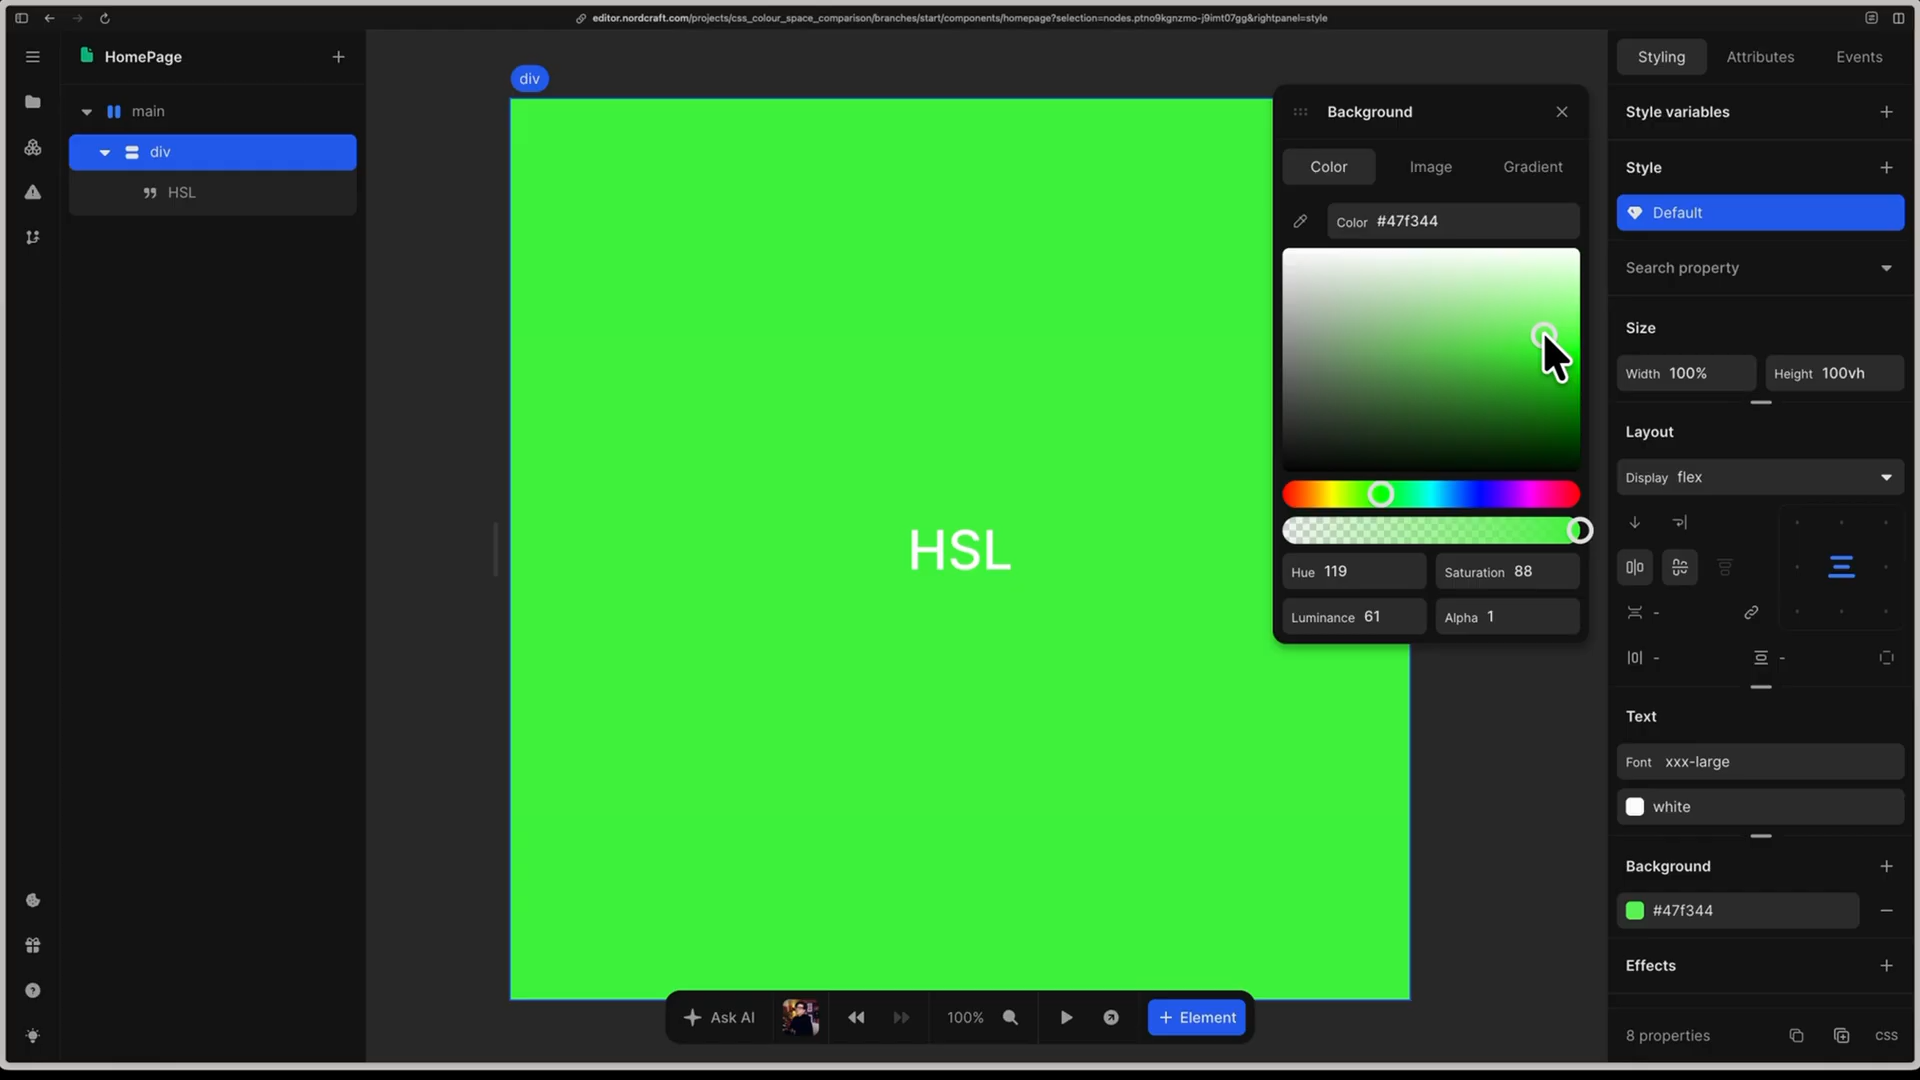 editor.nordcraft.com/projects/css_colour_space_comparison/branches/start/components/homepage?selection=nodes.ptno9kgnzmo-j9imt07gg&rightpanel=style
HomePage
main
div
HSL
div
HSL
Background
Color Image Gradient
Color #47f344
Hue 119
Saturation 88
Luminance 61
Alpha 1
Styling Attributes Events
Style variables
Style
Default
Search property
Size
Width 100%
Height 100vh
Layout
Display flex
-
- -
Text
Font xxx-large
white
Background
#47f344
Effects
8 properties
css
Ask AI
100%
+ Element